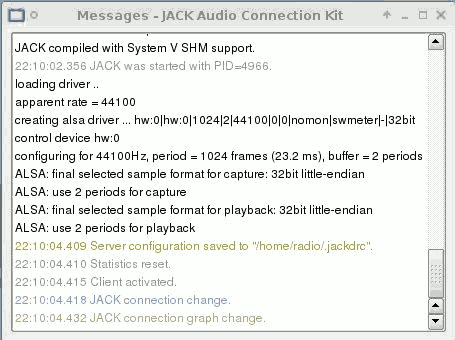 Messages - JACK Audio Connection Kit
JACK compiled with System V SHM support.
22:10:02.356 JACK was started with PID=4966.
loading driver ..
apparent rate = 44100
creating alsa driver ... hw:0|hw:0|1024|2|44100|0|0|nomon|swmeter|-|32bit
control device hw:0
configuring for 44100Hz, period = 1024 frames (23.2 ms), buffer = 2 periods
ALSA: final selected sample format for capture: 32bit little-endian
ALSA: use 2 periods for capture
ALSA: final selected sample format for playback: 32bit little-endian
ALSA: use 2 periods for playback
22:10:04.409 Server configuration saved to "/home/radio/.jackdrc".
22:10:04.410 Statistics reset.
22:10:04.415 Client activated.
22:10:04.418 JACK connection change.
22:10:04.432 JACK connection graph change.